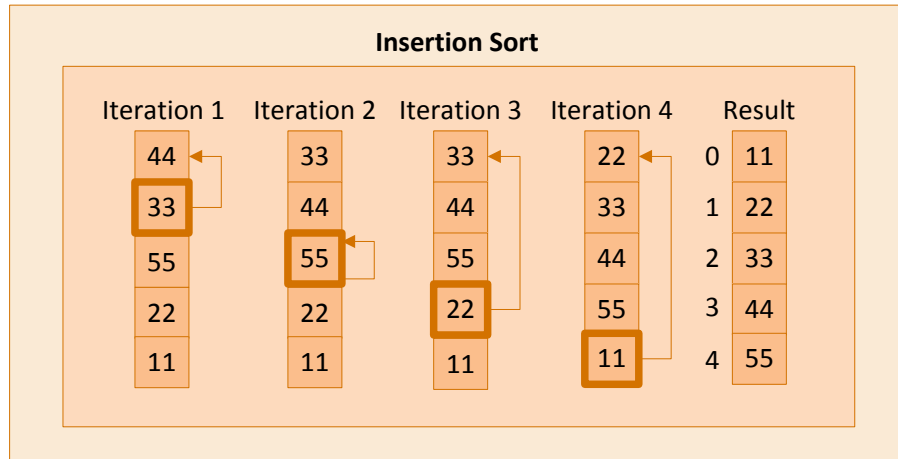 Insertion Sort
Iteration 1 Iteration 2 Iteration 3 Iteration 4 Result
44 33 33 22 0 11
33 44 44 33 1 22
55 55 55 44 2 33
22 22 22 55 3 44
11 11 11 11 4 55